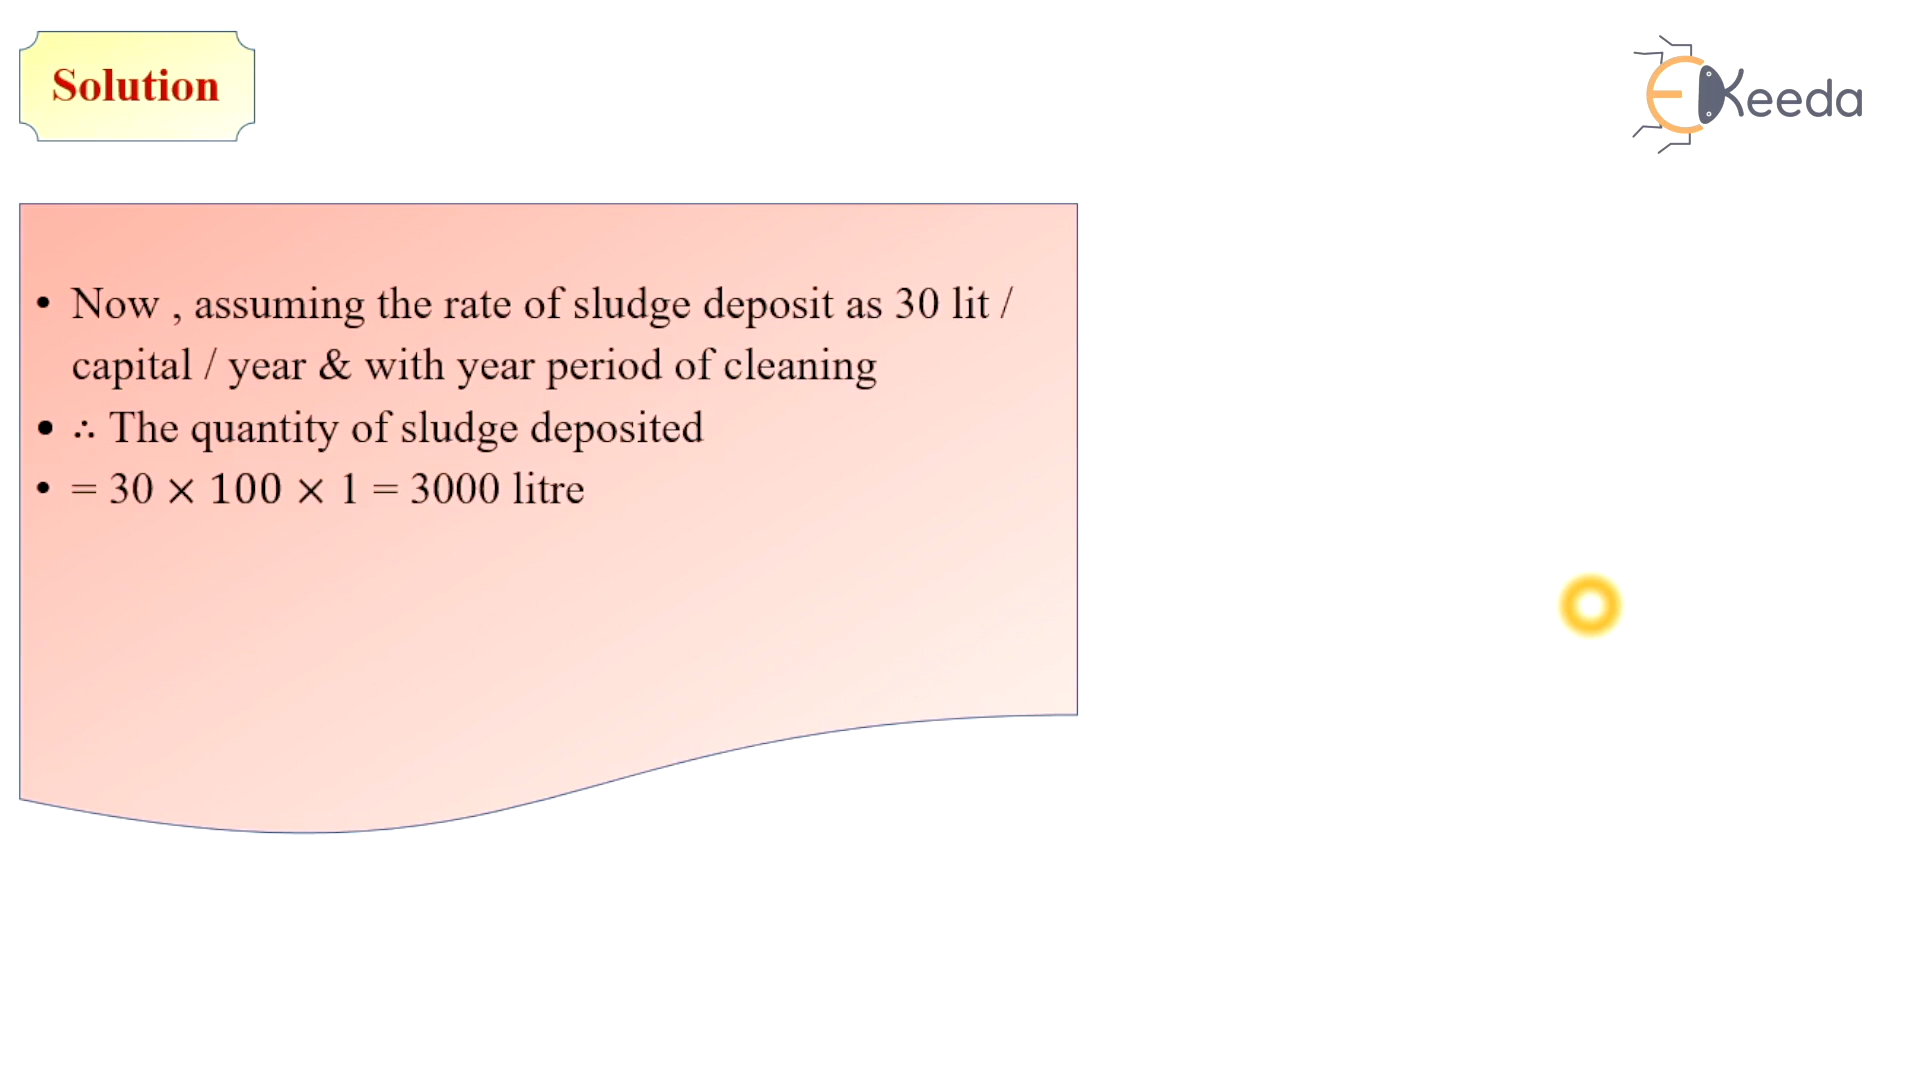 Solution
Keeda
• Now , assuming the rate of sludge deposit as 30 lit /
capital / year & with year period of cleaning
• ∴ The quantity of sludge deposited
• = 30 × 100 × 1 = 3000 litre